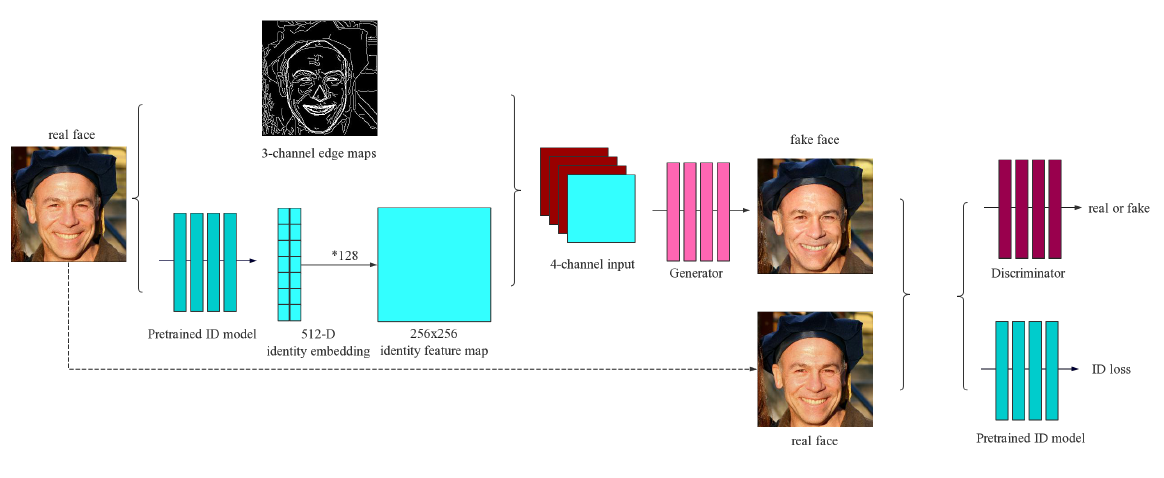 real face
3-channel edge maps
Pretrained ID model
512-D
identity embedding
*128
256x256
identity feature map
4-channel input
Generator
fake face
real face
Discriminator
real or fake
Pretrained ID model
ID loss